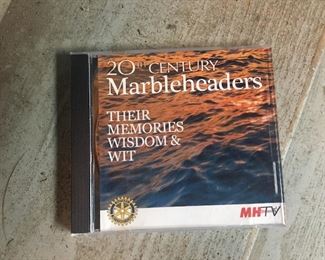 20TH CENTURY
Marbleheaders
THEIR
MEMORIES
WISDOM &
WIT
MHTV